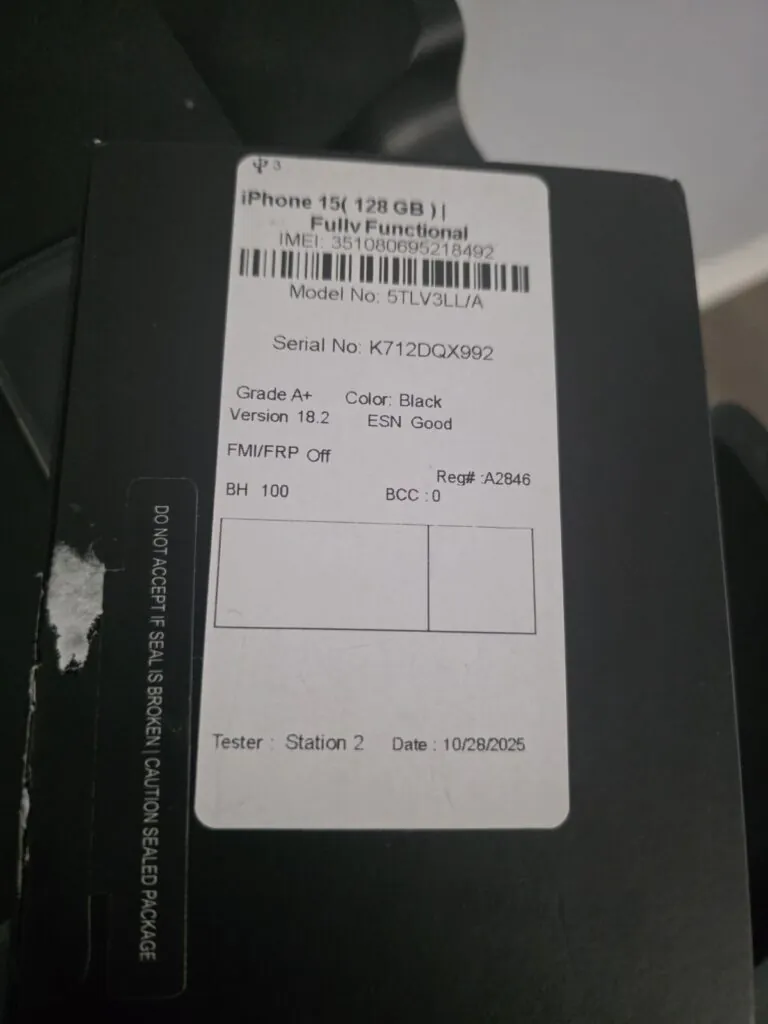 3
iPhone 15( 128 GB ) |
Fully Functional
IMEI: 351080695218492
Model No: 5TLV3LL/A
Serial No: K712DQX992
Grade A+ Color: Black
Version 18.2 ESN Good
FMI/FRP Off
Reg# :A2846
BH 100 BCC : 0
Tester : Station 2 Date : 10/28/2025
DO NOT ACCEPT IF SEAL IS BROKEN | CAUTION SEALED PACKAGE